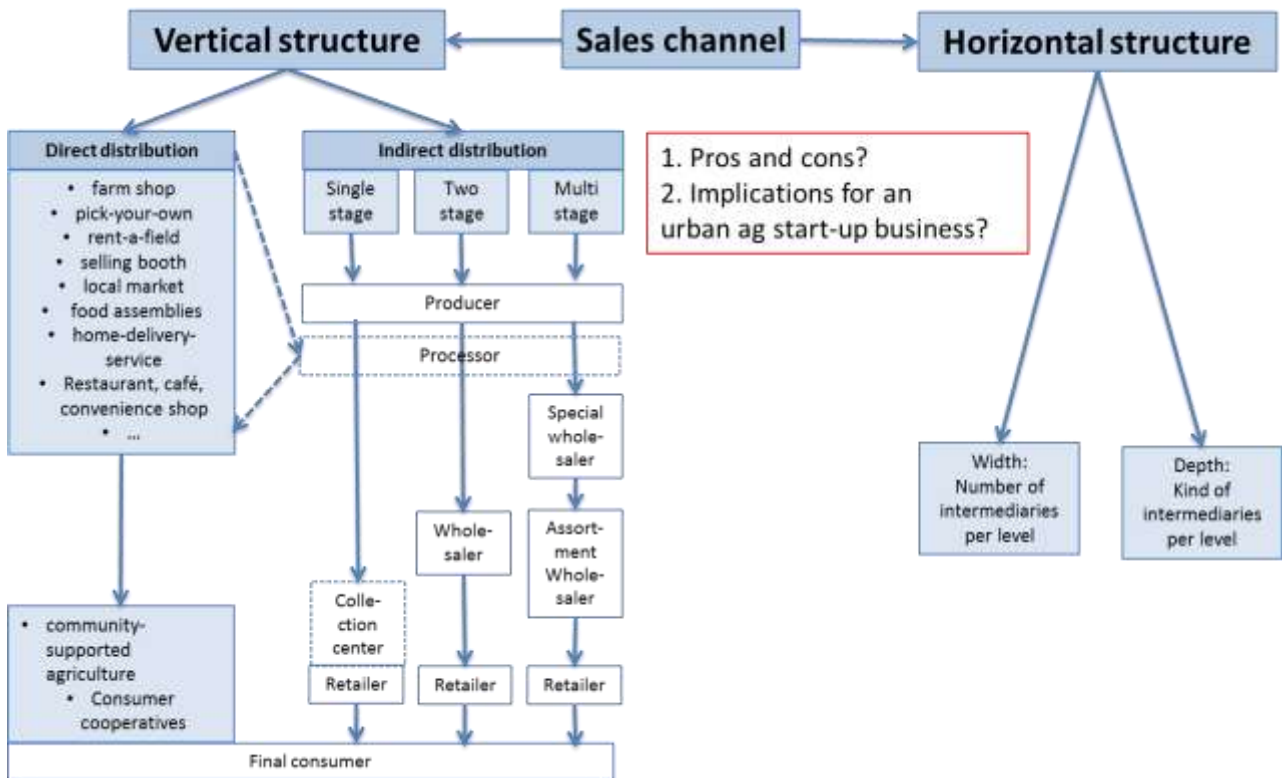 Vertical structure
Sales channel
Horizontal structure
Direct distribution
• farm shop
• pick-your-own
• rent-a-field
• selling booth
• local market
• food assemblies
• home-delivery-
service
• Restaurant, café,
convenience shop
• ...
• community-
supported
agriculture
• Consumer
cooperatives
Indirect distribution
Single
stage
Two
stage
Multi
stage
Producer
Processor
Special
whole-
saler
Whole-
saler
Assort-
ment
Whole-
saler
Colle-
ction
center
Retailer
Retailer
Retailer
Final consumer
1. Pros and cons?
2. Implications for an
urban ag start-up business?
Width:
Number of
intermediaries
per level
Depth:
Kind of
intermediaries
per level